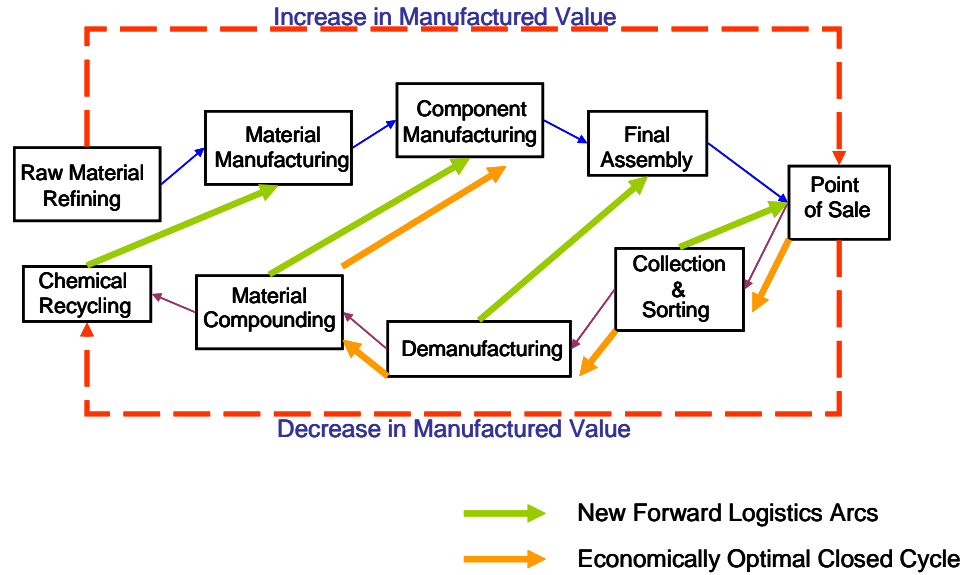 Increase in Manufactured Value
Component
Manufacturing
Material
Manufacturing
Final
Assembly
Raw Material
Refining
Point
of Sale
Chemical
Recycling
Material
Compounding
Collection
&
Sorting
Demanufacturing
Decrease in Manufactured Value
New Forward Logistics Arcs
Economically Optimal Closed Cycle